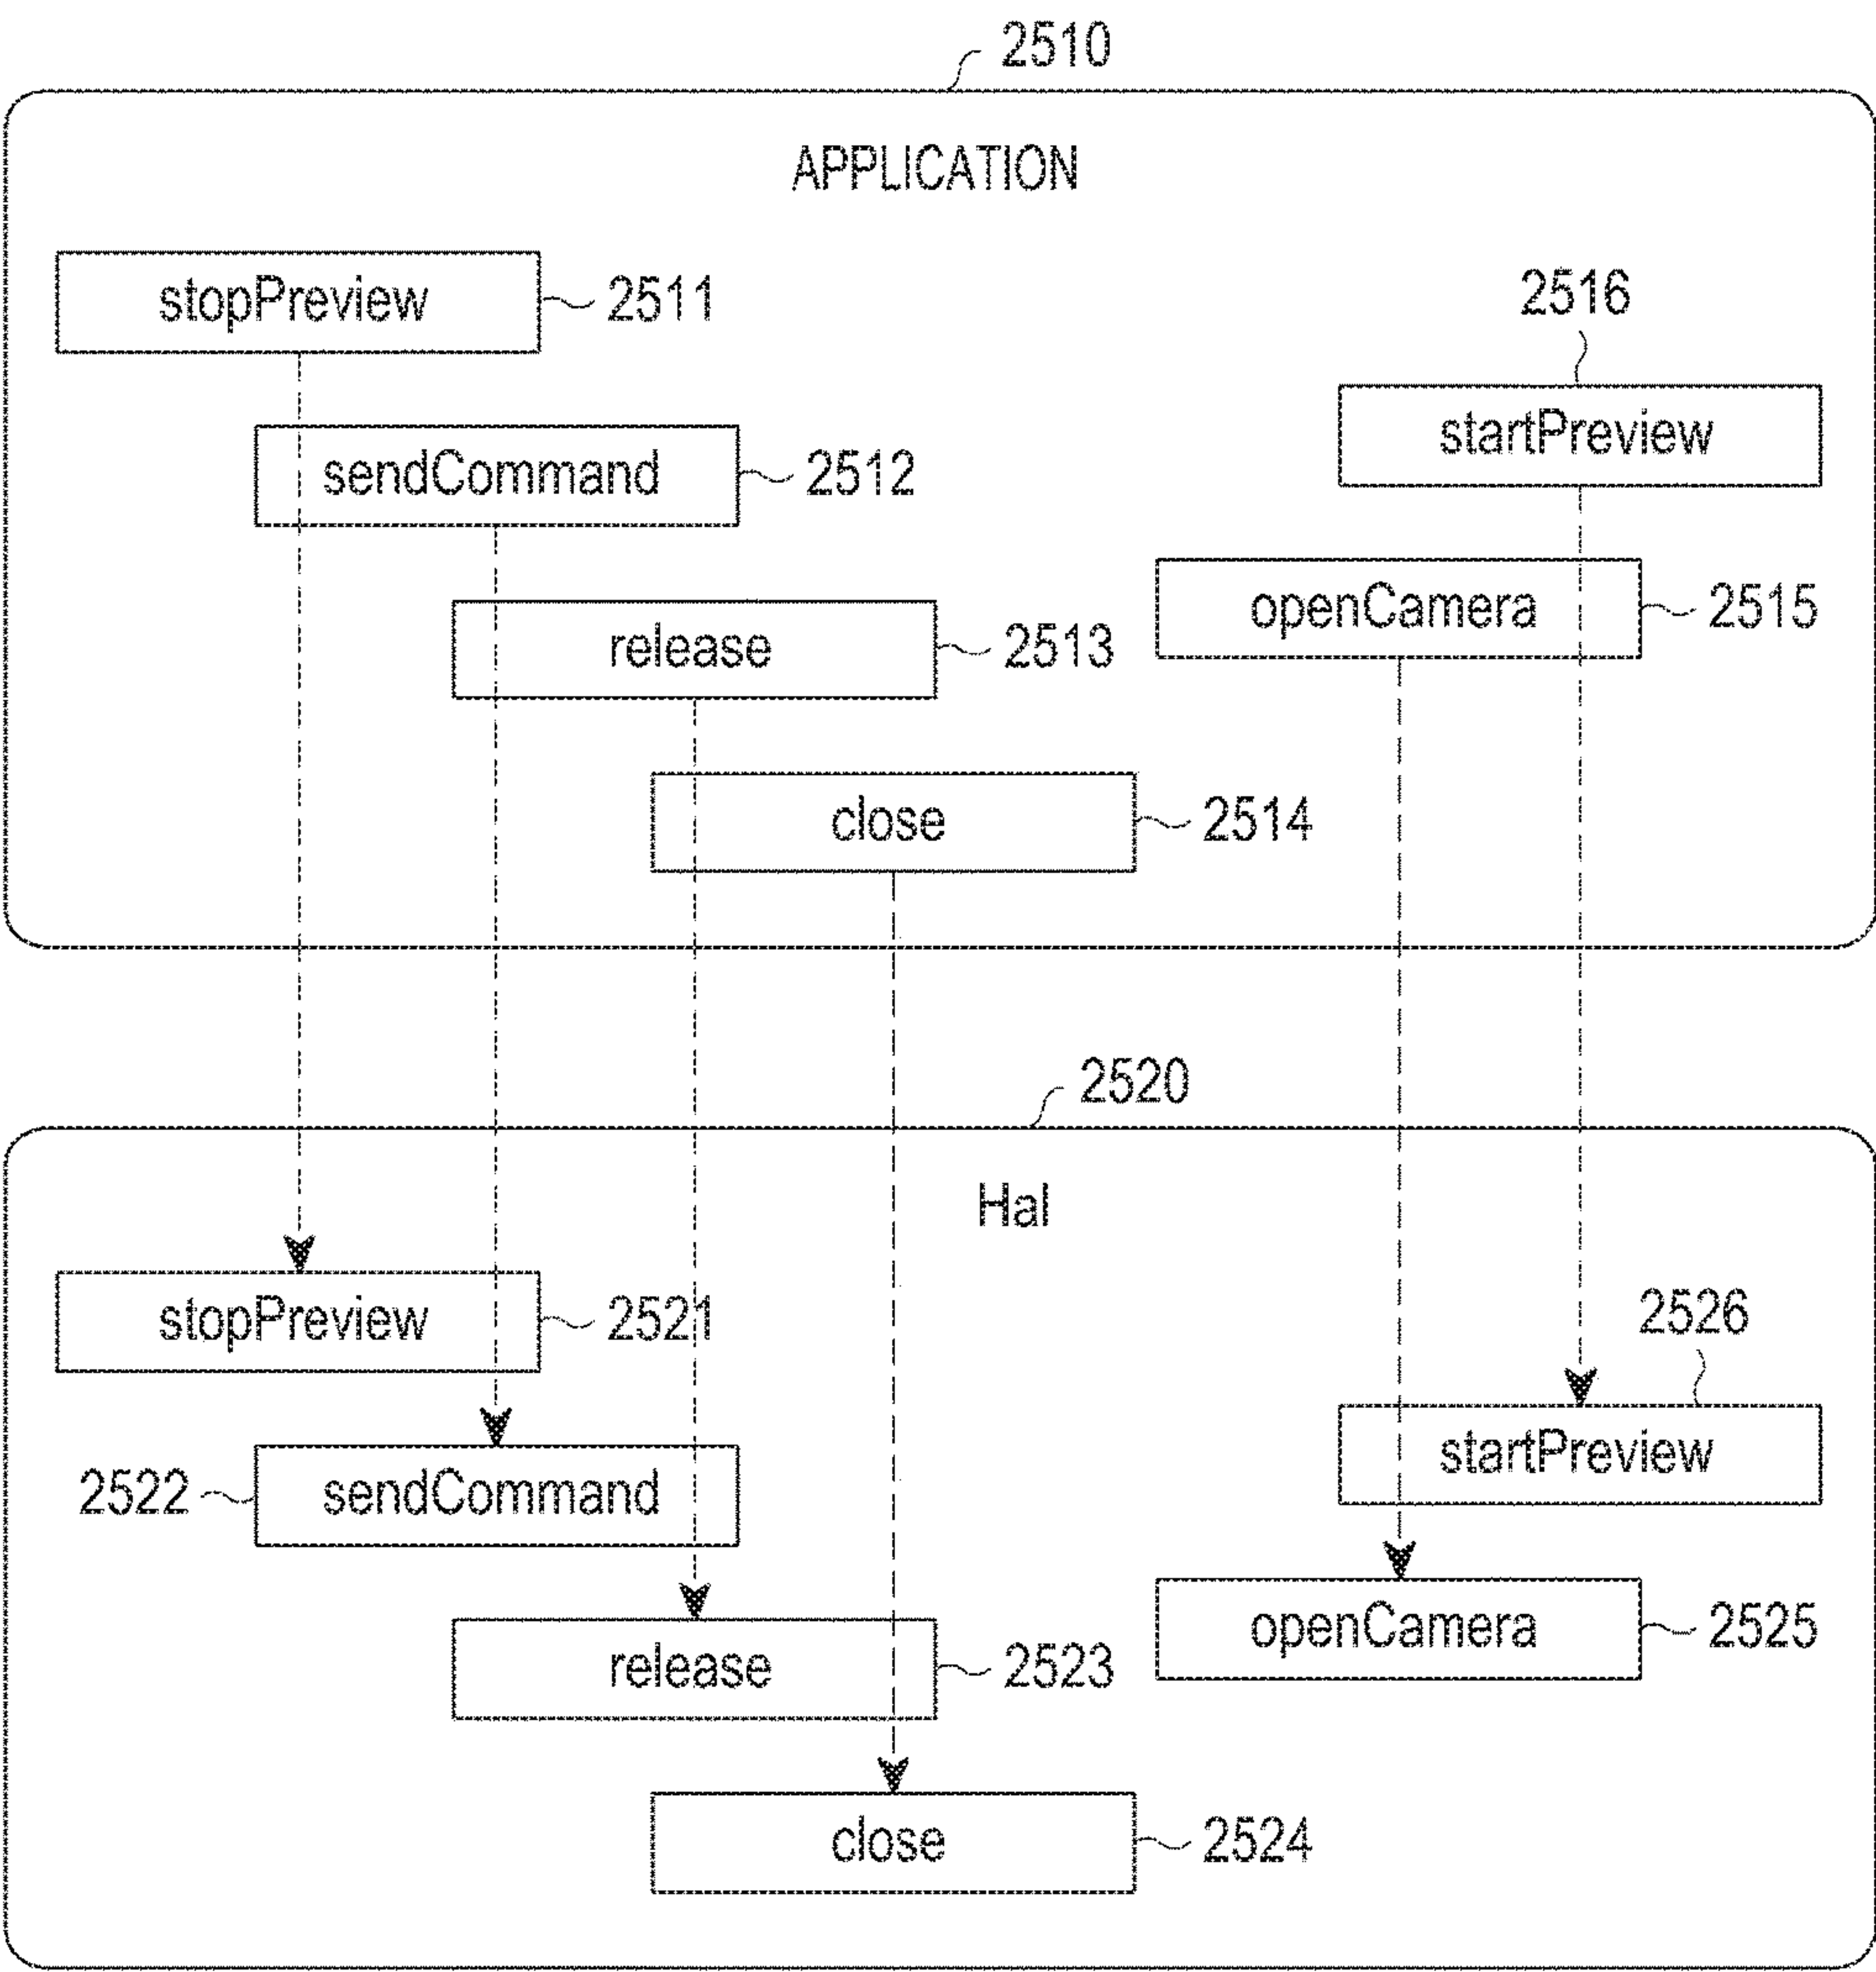 2510
APPLICATION
stopPreview 2511
2516
startPreview
sendCommand 2512
openCamera 2515
release 2513
close 2514
2520
Hal
stopPreview 2521
2526
startPreview
2522 sendCommand
openCamera 2525
release 2523
close 2524